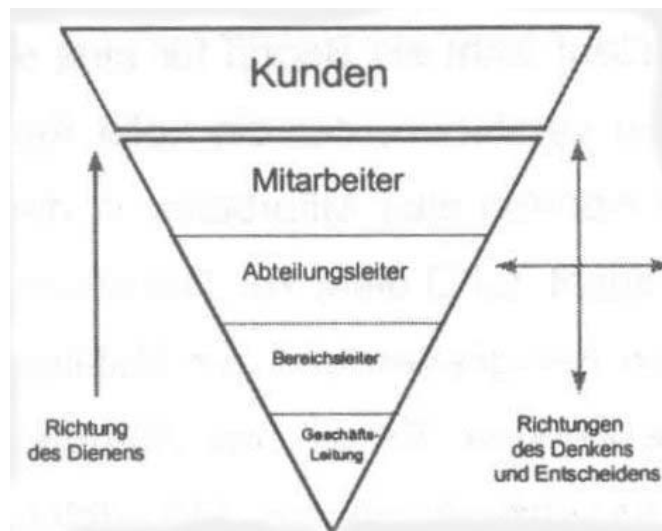 Kunden
Mitarbeiter
Abteilungsleiter
Bereichsleiter
Geschäfts-
Leitung
Richtung
des Dienens
Richtungen
des Denkens
und Entscheidens